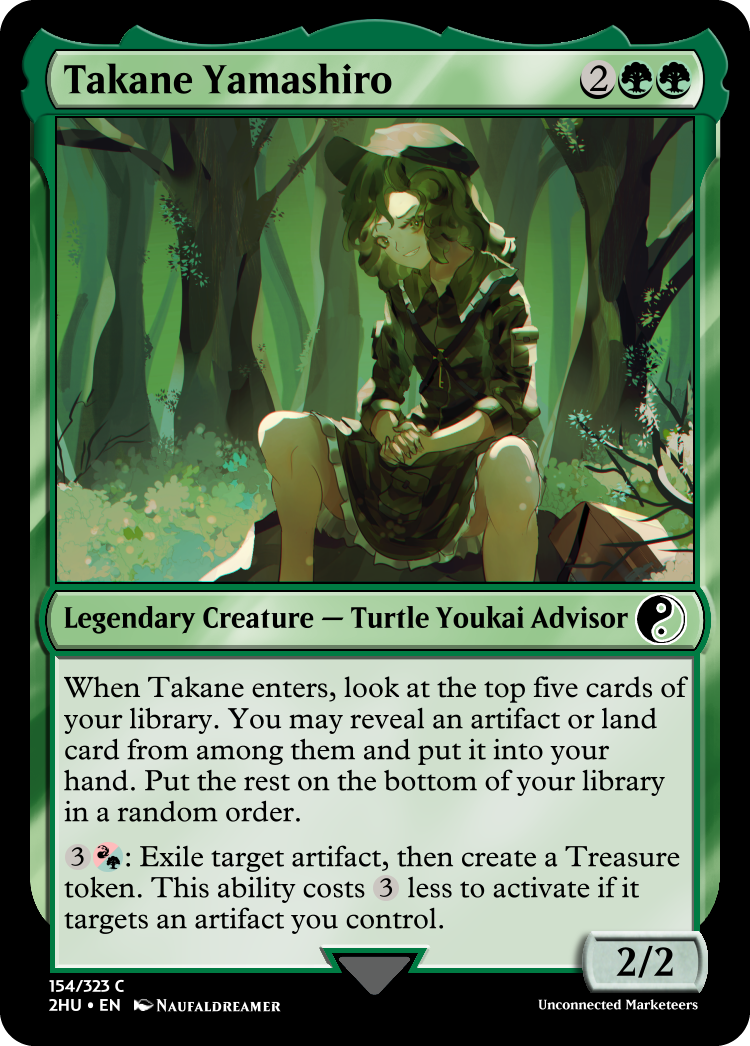 Takane Yamashiro 2
Legendary Creature — Turtle Youkai Advisor
When Takane enters, look at the top five cards of
your library. You may reveal an artifact or land
card from among them and put it into your
hand. Put the rest on the bottom of your library
in a random order.
3 : Exile target artifact, then create a Treasure
token. This ability costs 3 less to activate if it
targets an artifact you control.
2/2
154/323 C
2HU • EN NAUFALDREAMER
Unconnected Marketeers